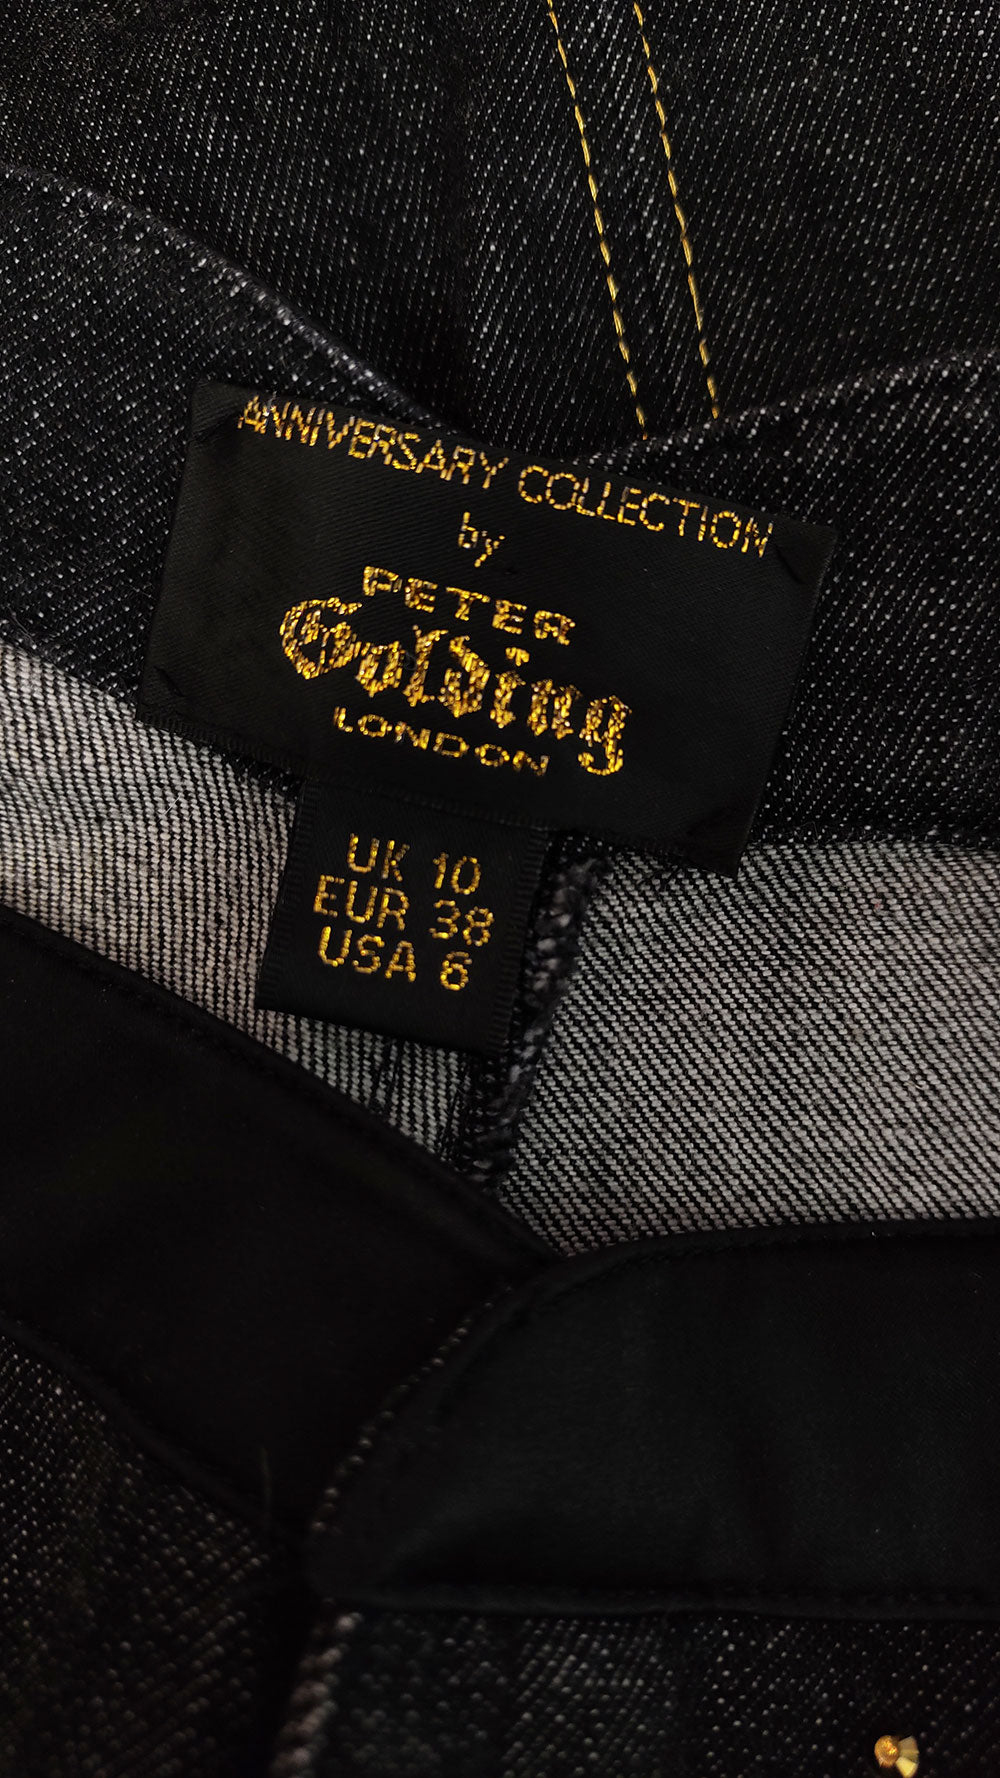 ANNIVERSARY COLLECTION
by
PETER
Golding
LONDON
UK 10
EUR 38
USA 6